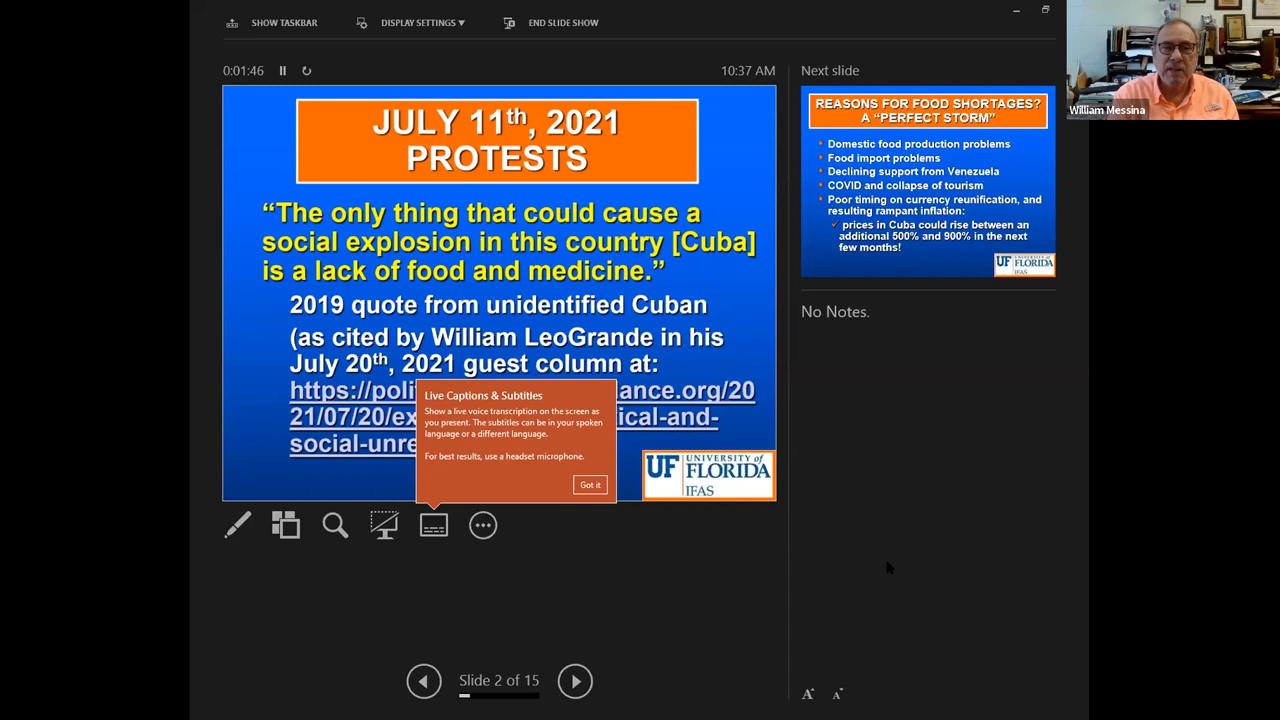 SHOW TASKBAR
DISPLAY SETTINGS ▾
END SLIDE SHOW
0:01:46
10:37 AM
JULY 11th, 2021
PROTESTS
“The only thing that could cause a
social explosion in this country [Cuba]
is a lack of food and medicine.”
2019 quote from unidentified Cuban
(as cited by William LeoGrande in his
July 20th, 2021 guest column at:
https://poli
ance.org/20
21/07/20/ex
ical-and-
social-unre
UF UNIVERSITY of
FLORIDA
IFAS
Live Captions & Subtitles
Show a live voice transcription on the screen as
you present. The subtitles can be in your spoken
language or a different language.
For best results, use a headset microphone.
Got it
Slide 2 of 15
Next slide
REASONS FOR FOOD SHORTAGES?
A “PERFECT STORM”
• Domestic food production problems
• Food import problems
• Declining support from Venezuela
• COVID and collapse of tourism
• Poor timing on currency reunification, and
resulting rampant inflation:
✓ prices in Cuba could rise between an
additional 500% and 900% in the next
few months!
UF UNIVERSITY of
FLORIDA
IFAS
No Notes.
A A
William Messina